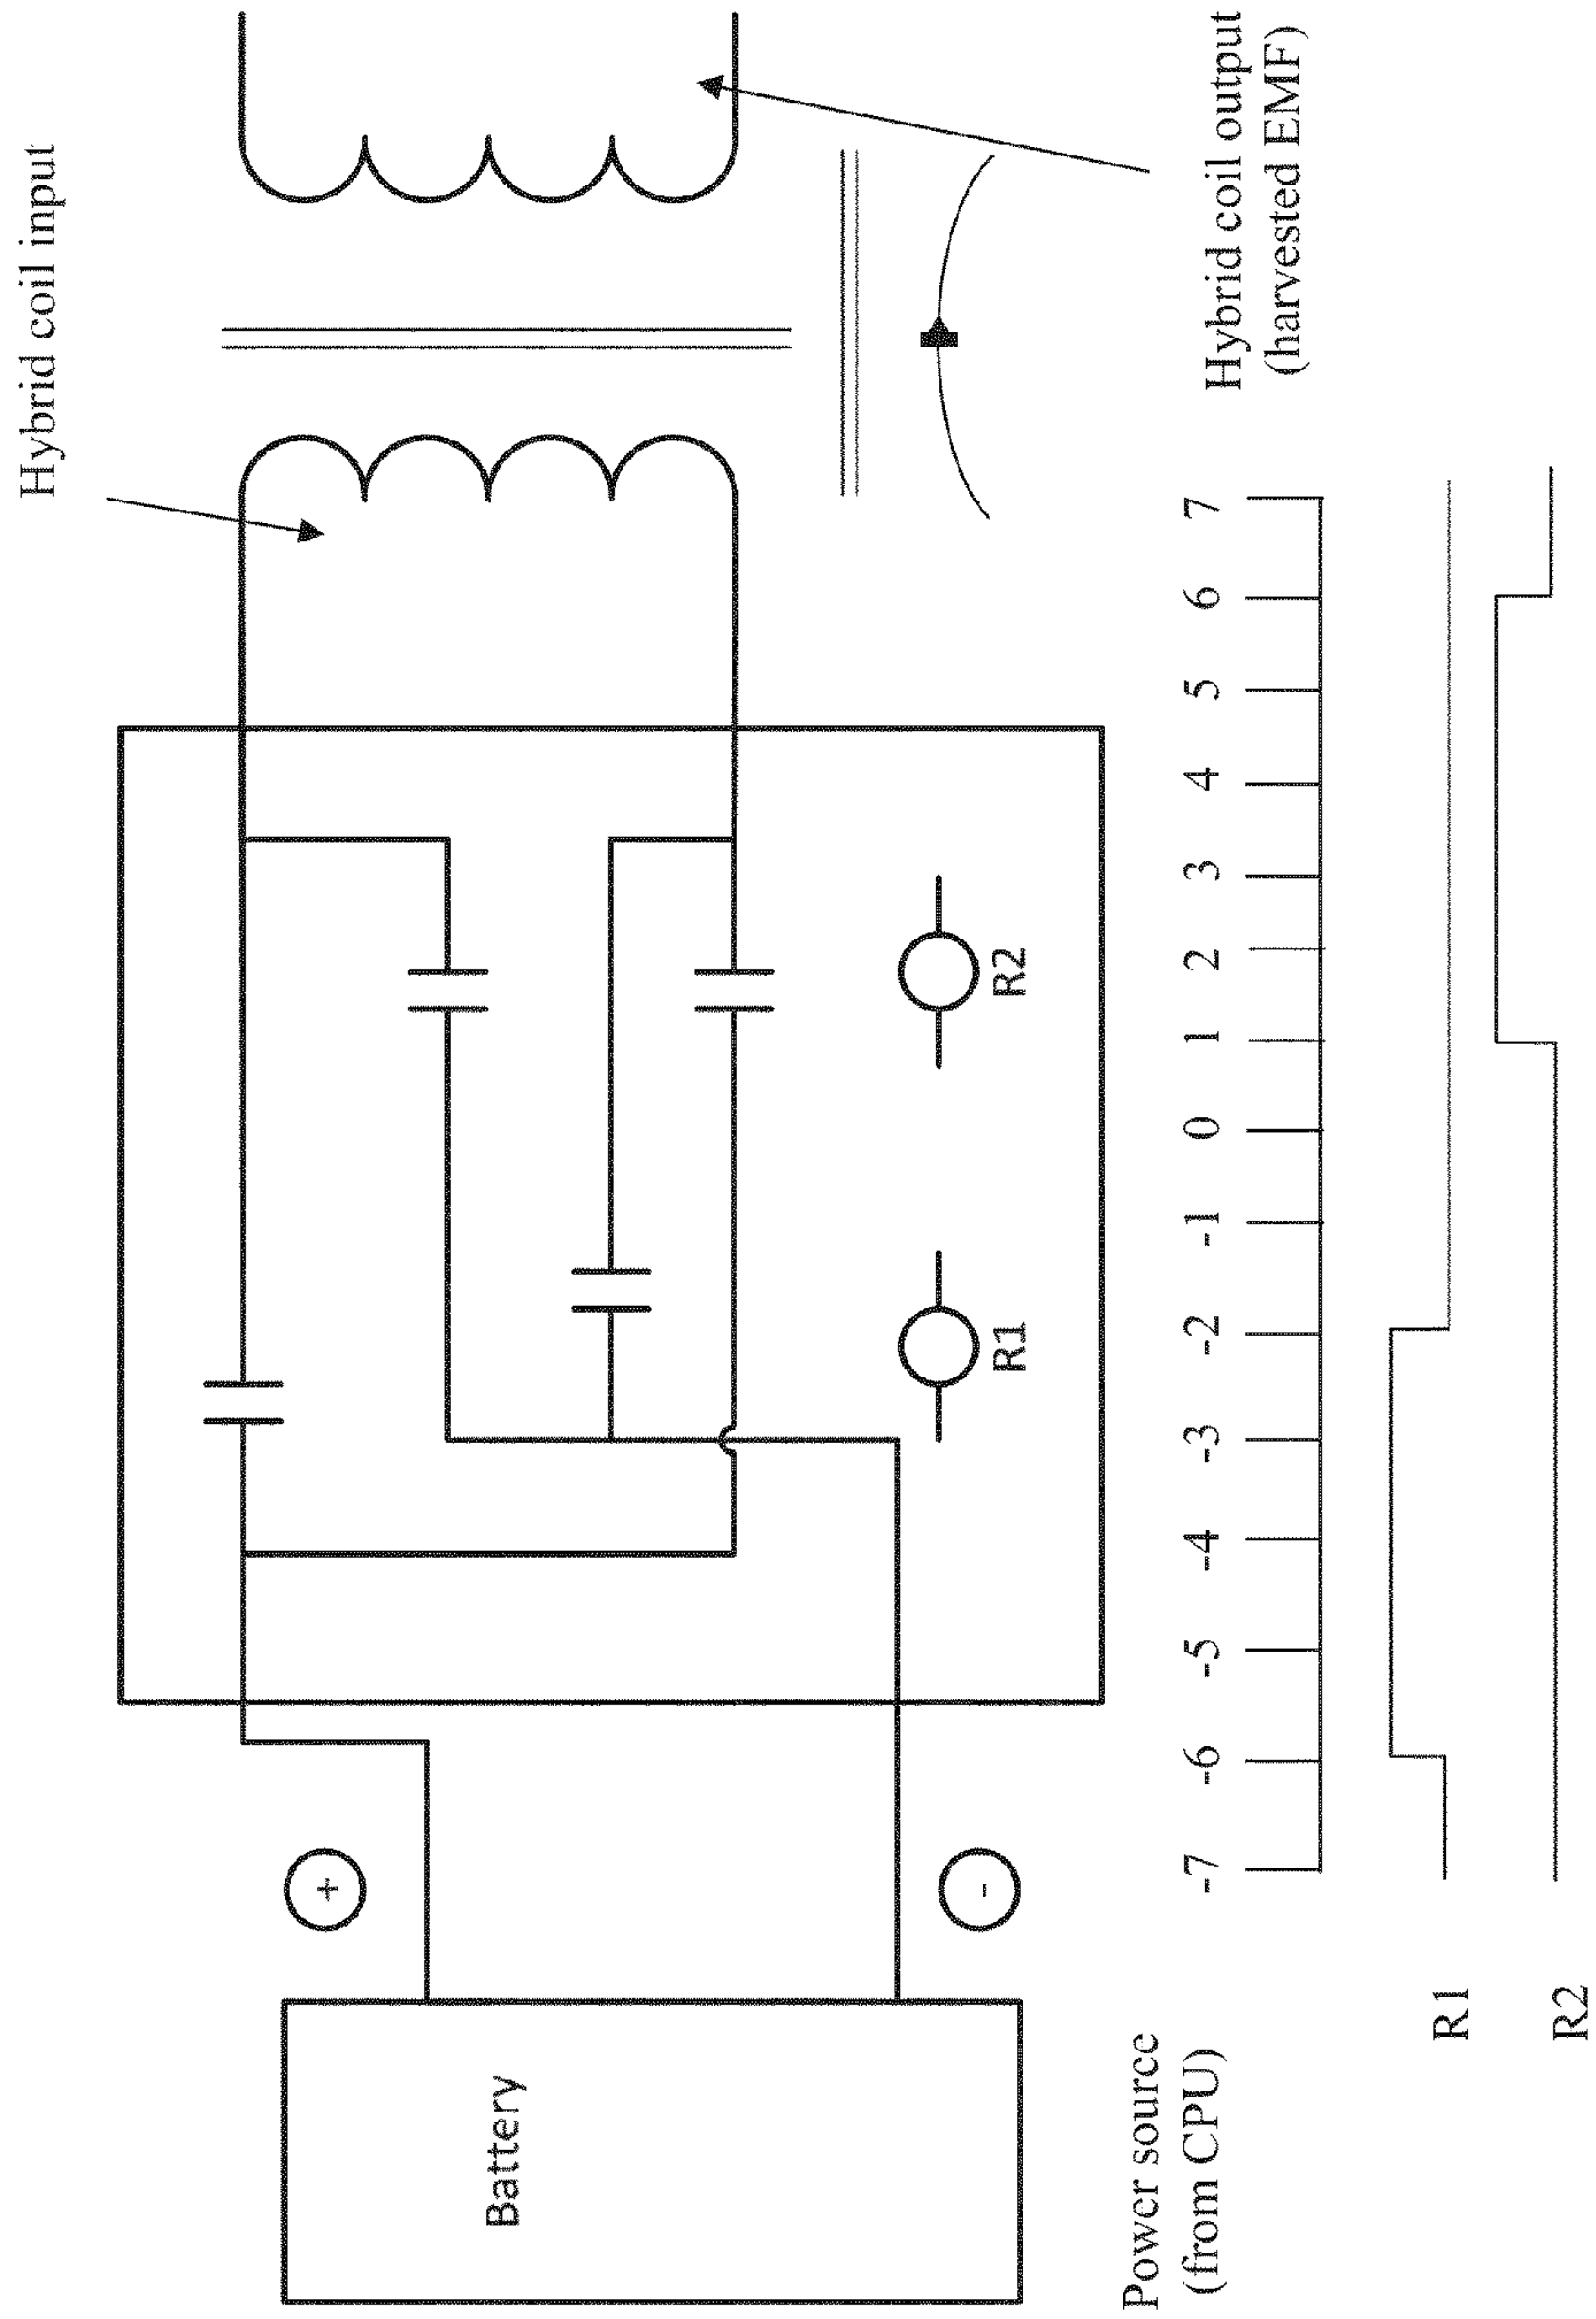 Hybrid coil input
+
-
Battery
R1
R2
Power source
(from CPU)
Hybrid coil output
(harvested EMF)
-7 -6 -5 -4 -3 -2 -1 0 1 2 3 4 5 6 7
R1
R2